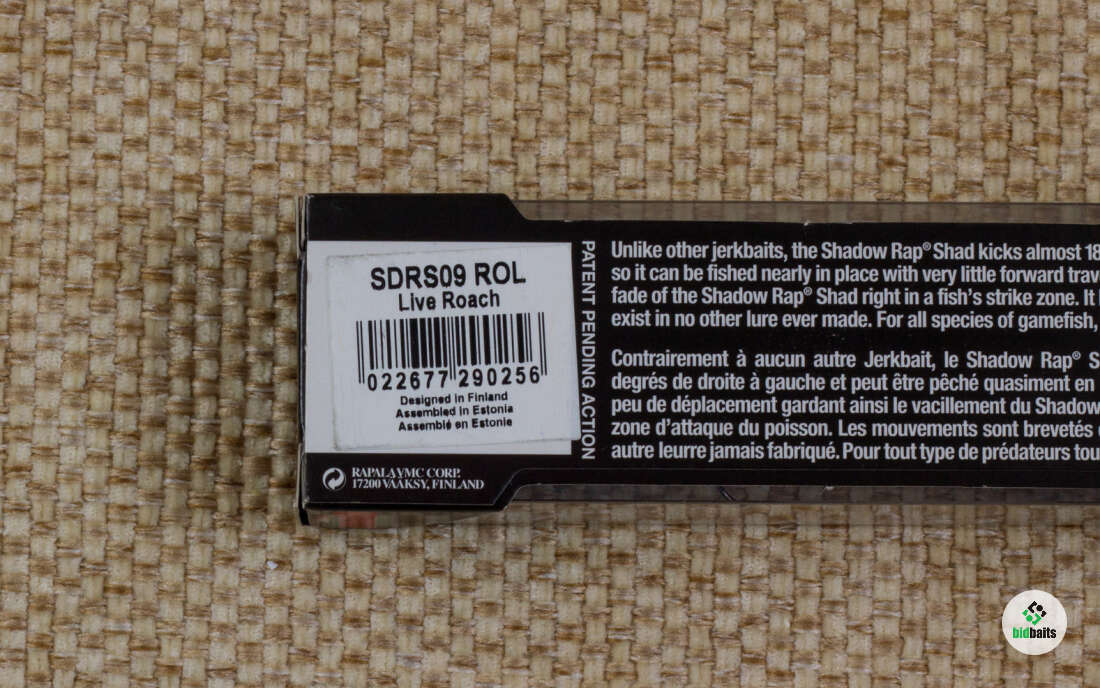 SDRS09 ROL
Live Roach
022677 290256
Designed in Finland
Assembled in Estonia
Assemblé en Estonie
RAPALA VMC CORP.
17200 VÄÄKSY, FINLAND
PATENT PENDING ACTION
Unlike other jerkbaits, the Shadow Rap® Shad kicks almost 18
so it can be fished nearly in place with very little forward trav
fade of the Shadow Rap® Shad right in a fish's strike zone. It
exist in no other lure ever made. For all species of gamefish,
Contrairement à aucun autre Jerkbait, le Shadow Rap® S
degrés de droite à gauche et peut être pêché quasiment en
peu de déplacement gardant ainsi le vacillement du Shadow
zone d'attaque du poisson. Les mouvements sont brevetés
autre leurre jamais fabriqué. Pour tout type de prédateurs tou
bidbaits